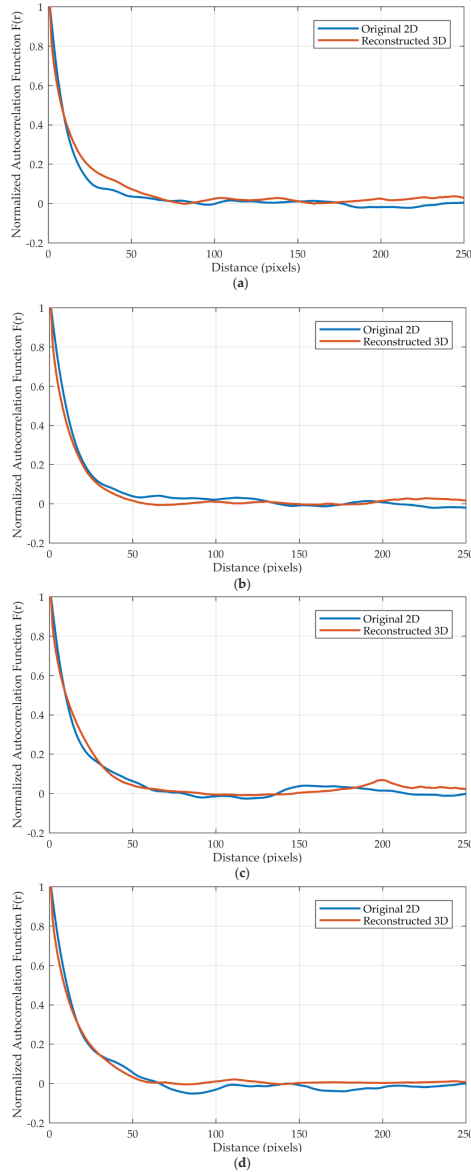 Normalized Autocorrelation Function F(r)
1
0.8
0.6
0.4
0.2
0
-0.2
Original 2D
Reconstructed 3D
0 50 100 150 200 250
Distance (pixels)
(a)
Normalized Autocorrelation Function F(r)
1
0.8
0.6
0.4
0.2
0
-0.2
Original 2D
Reconstructed 3D
0 50 100 150 200 250
Distance (pixels)
(b)
Normalized Autocorrelation Function F(r)
1
0.8
0.6
0.4
0.2
0
-0.2
Original 2D
Reconstructed 3D
0 50 100 150 200 250
Distance (pixels)
(c)
Normalized Autocorrelation Function F(r)
1
0.8
0.6
0.4
0.2
0
-0.2
Original 2D
Reconstructed 3D
0 50 100 150 200 250
Distance (pixels)
(d)